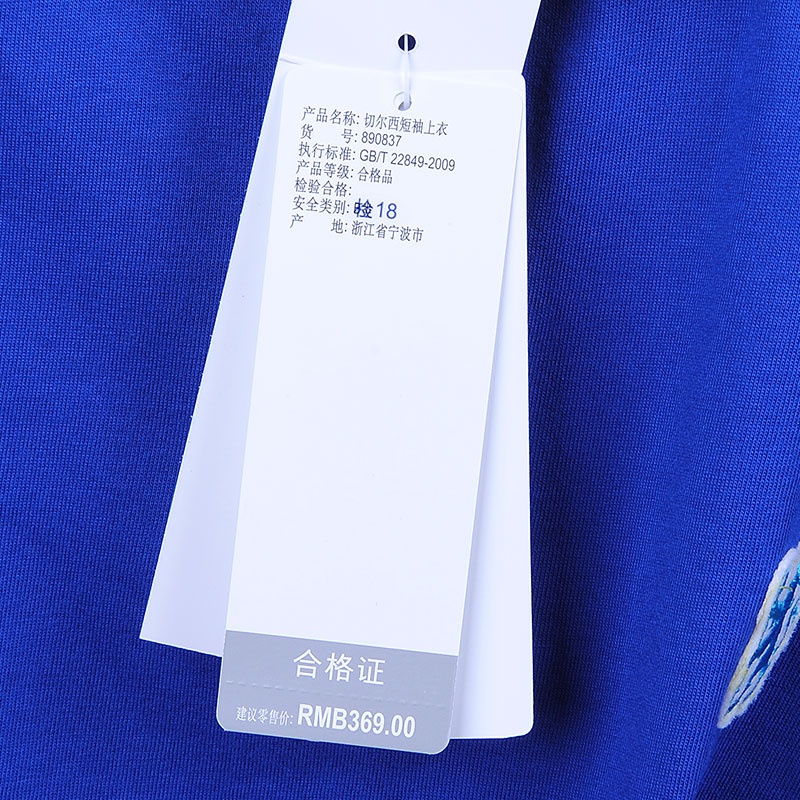 产品名称: 切尔西短袖上衣
货 号: 890837
执行标准: GB/T 22849-2009
产品等级: 合格品
检验合格:
安全类别: 检18
产 地: 浙江省宁波市
合格证
建议零售价: RMB369.00